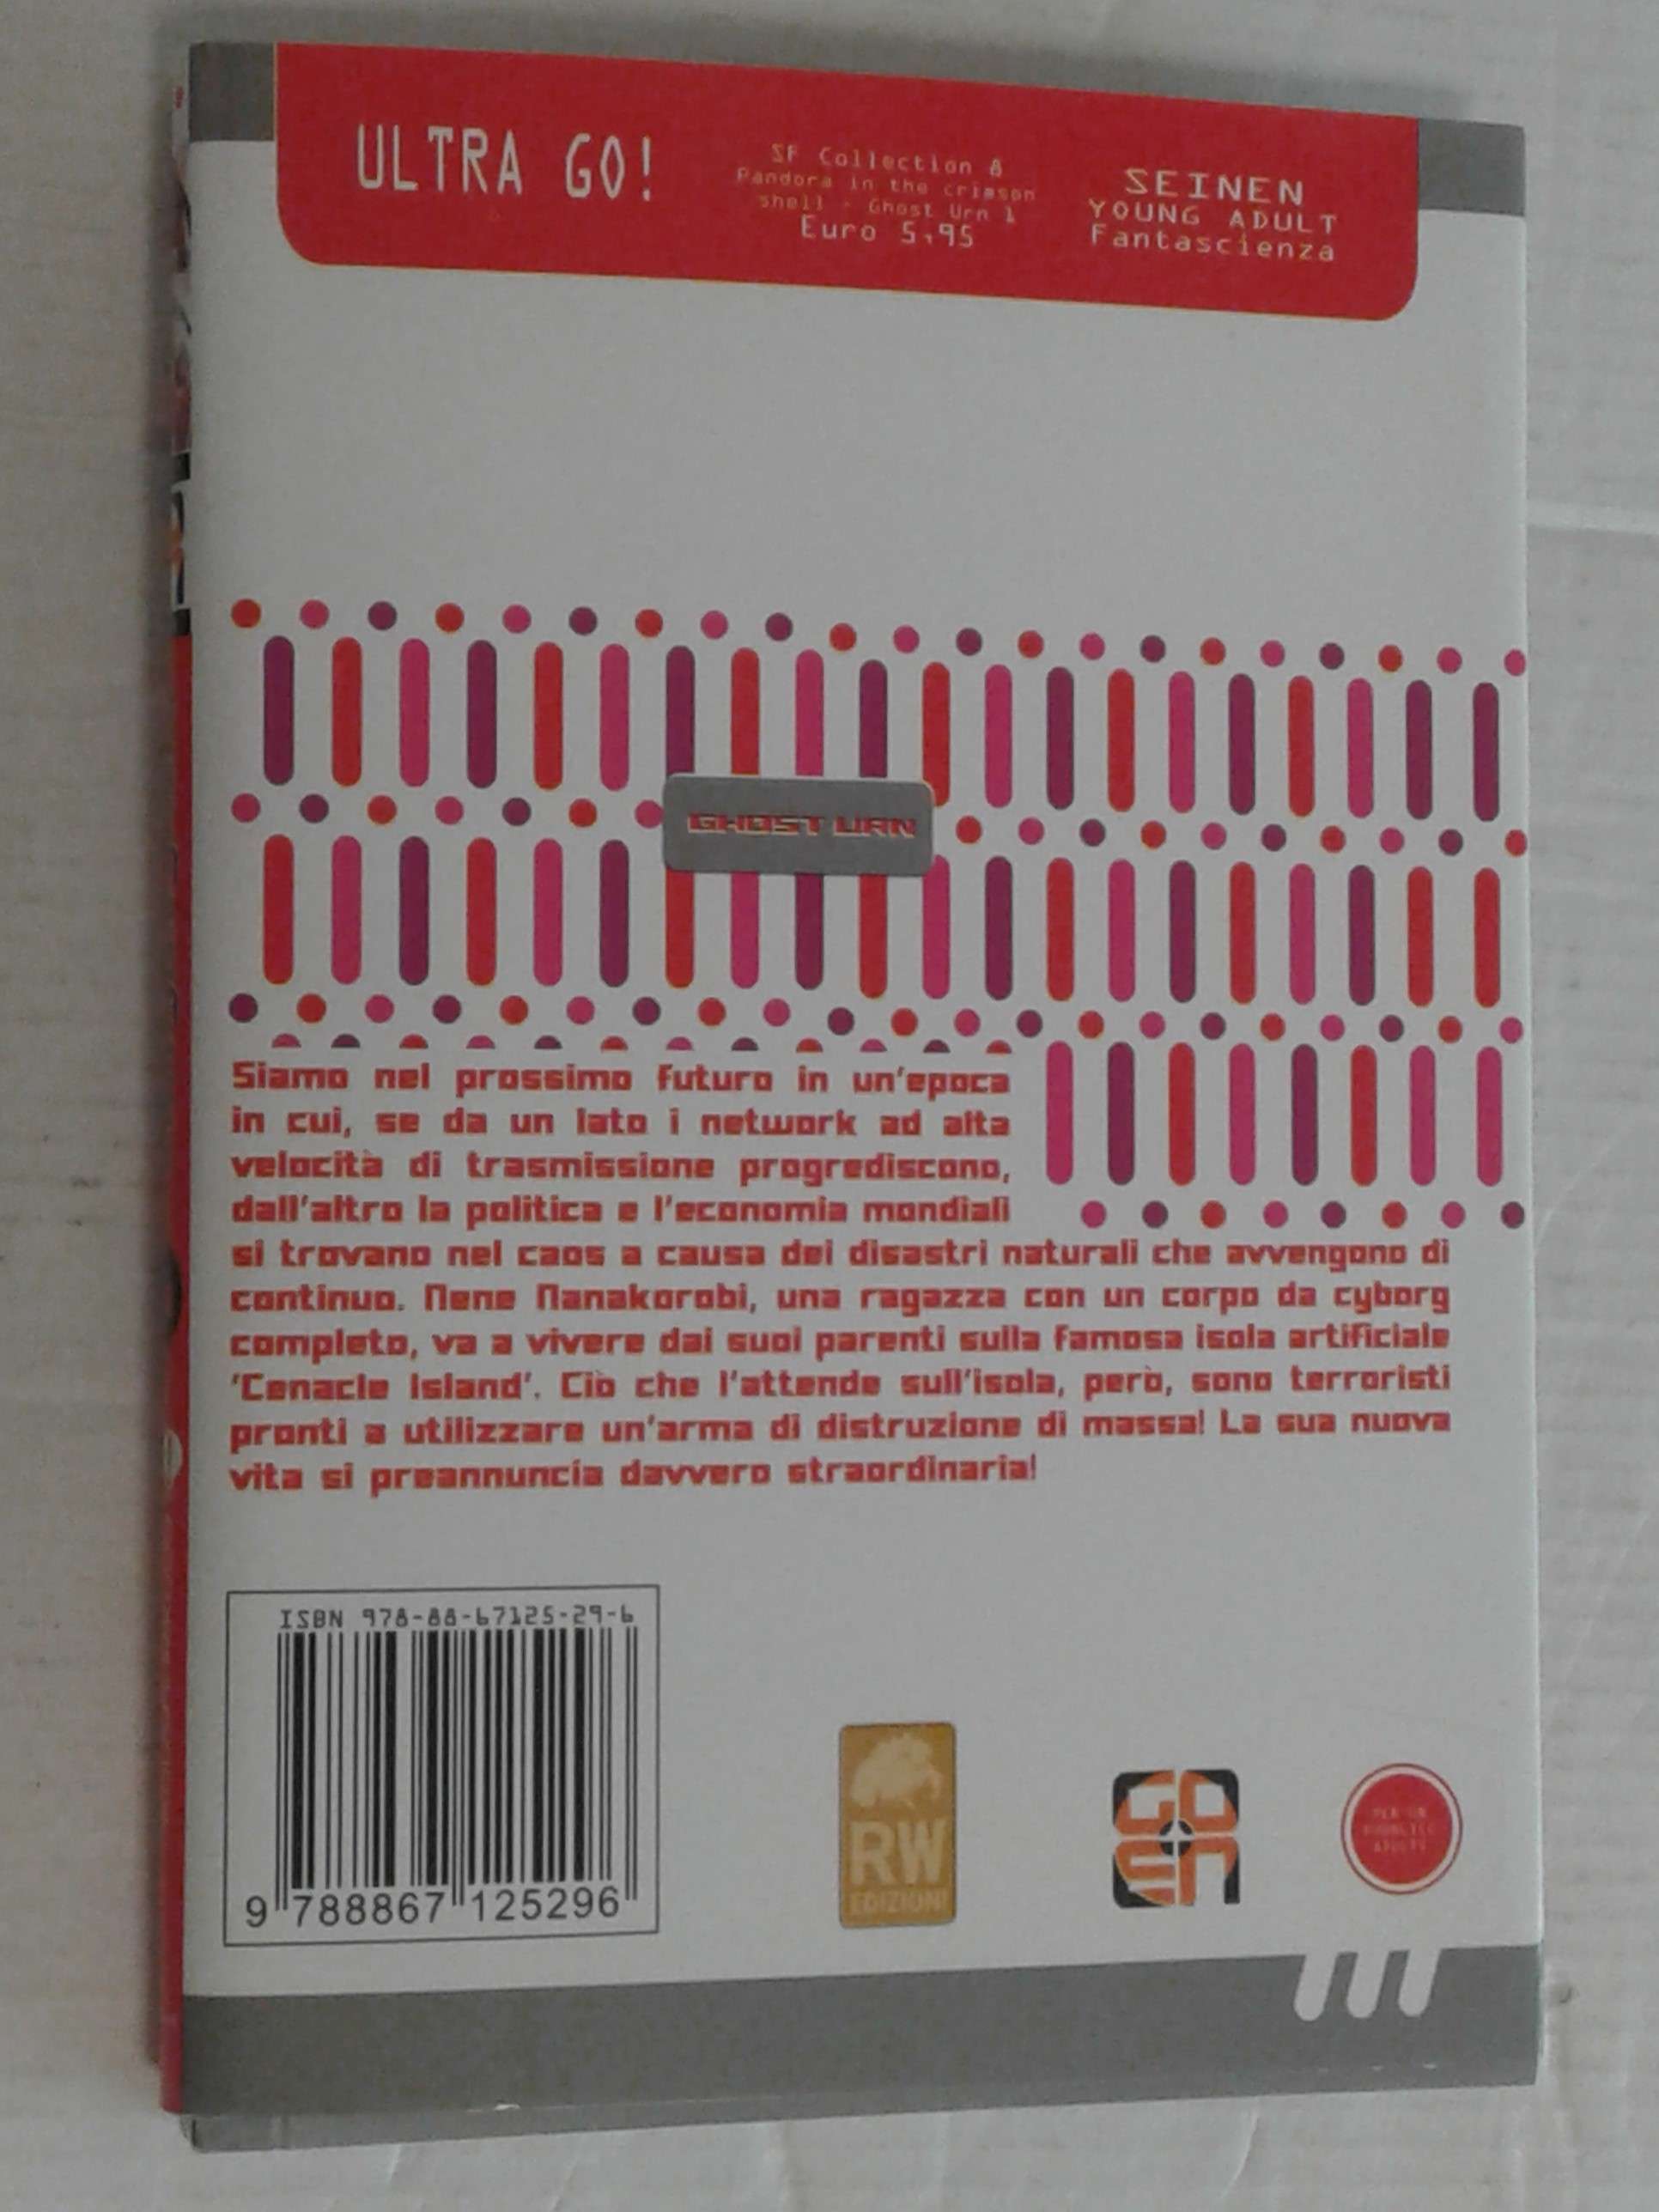 ULTRA GO!
SF Collection 8
Pandora in the crimson
shell - Ghost Urn 1
Euro 5,95
SEINEN
YOUNG ADULT
Fantascienza
GHOST URN
Siamo nel prossimo futuro in un'epoca
in cui, se da un lato i network ad alta
velocità di trasmissione progrediscono,
dall'altro la politica e l'economia mondiali
si trovano nel caos a causa dei disastri naturali che avvengono di
continuo. Nene Nanakorobi, una ragazza con un corpo da cyborg
completo, va a vivere dai suoi parenti sulla famosa isola artificiale
'Cenacle Island'. Ciò che l'attende sull'isola, però, sono terroristi
pronti a utilizzare un'arma di distruzione di massa! La sua nuova
vita si preannuncia davvero straordinaria!
ISBN 978-88-67125-29-6
9 788867 125296
RW
EDIZIONI
GO
EN
PER UN
PUBBLICO
ADULTO